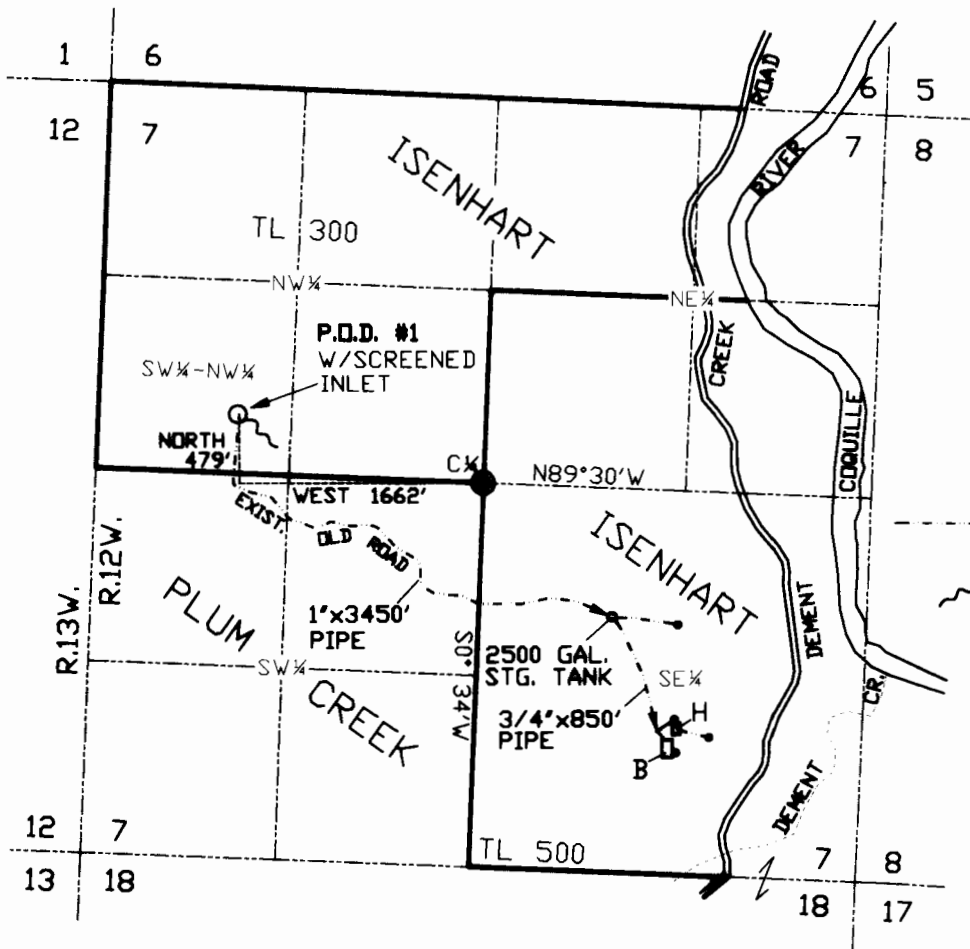 1 6
ROAD
6 5
12 7
7 8
ISENHART
RIVER
TL 300
NW¼
NE¼
P.O.D. #1
W/SCREENED
INLET
SW¼-NW¼
CREEK
COQUILLE
NORTH
479'
C¼
N89°30'W
WEST 1662'
EXIST. OLD ROAD
ISENHART
R.13W.
R.12W.
PLUM
CREEK
1"x3450'
PIPE
DEMENT
S0° 34'W
2500 GAL.
STG. TANK
SW¼
SE¼
CR.
3/4"x850'
PIPE
H
B
DEMENT
12 7
TL 500
7 8
13 18
18 17